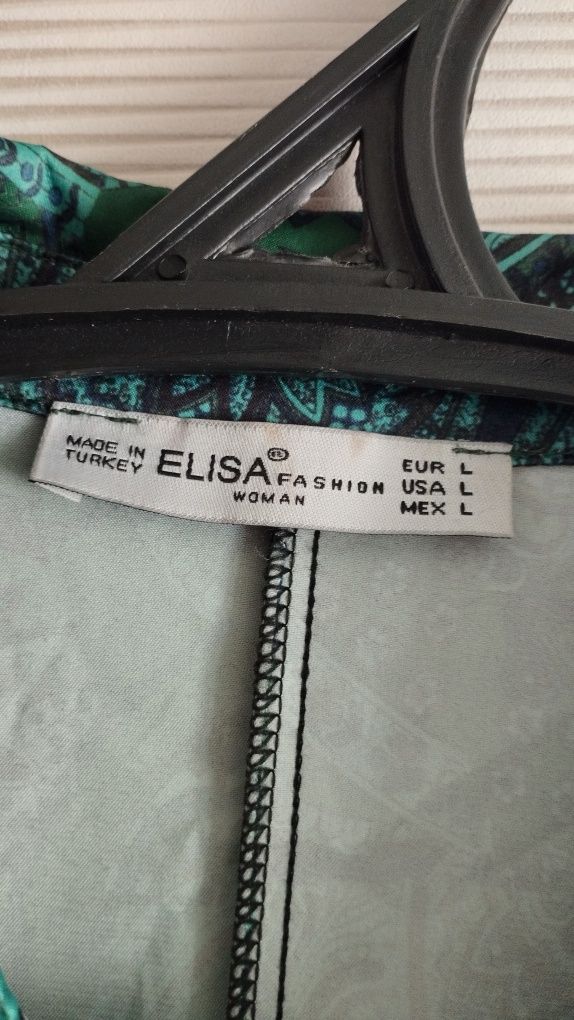 MADE IN
TURKEY
ELISA® FASHION
WOMAN
EUR L
USA L
MEX L